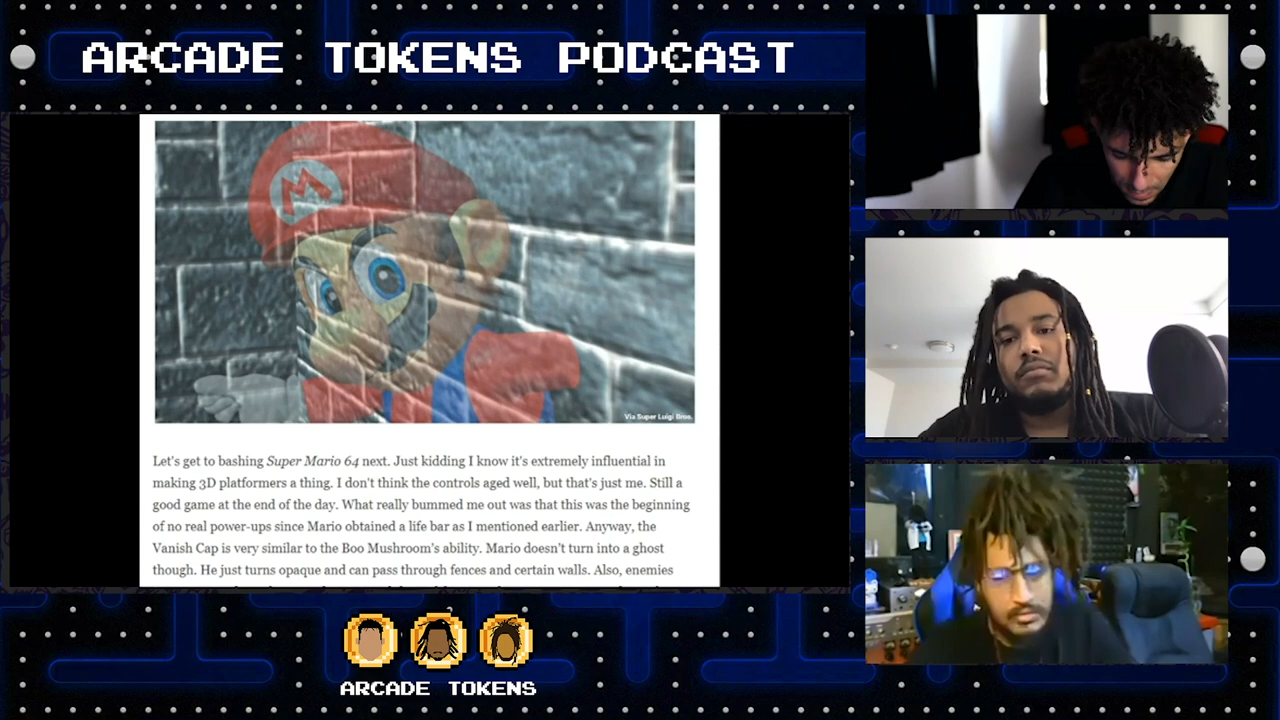 ARCADE TOKENS PODCAST
M
Via Super Luigi Bros.
Let's get to bashing Super Mario 64 next. Just kidding I know it's extremely influential in
making 3D platformers a thing. I don't think the controls aged well, but that's just me. Still a
good game at the end of the day. What really bummed me out was that this was the beginning
of no real power-ups since Mario obtained a life bar as I mentioned earlier. Anyway, the
Vanish Cap is very similar to the Boo Mushroom's ability. Mario doesn't turn into a ghost
though. He just turns opaque and can pass through fences and certain walls. Also, enemies
ARCADE TOKENS